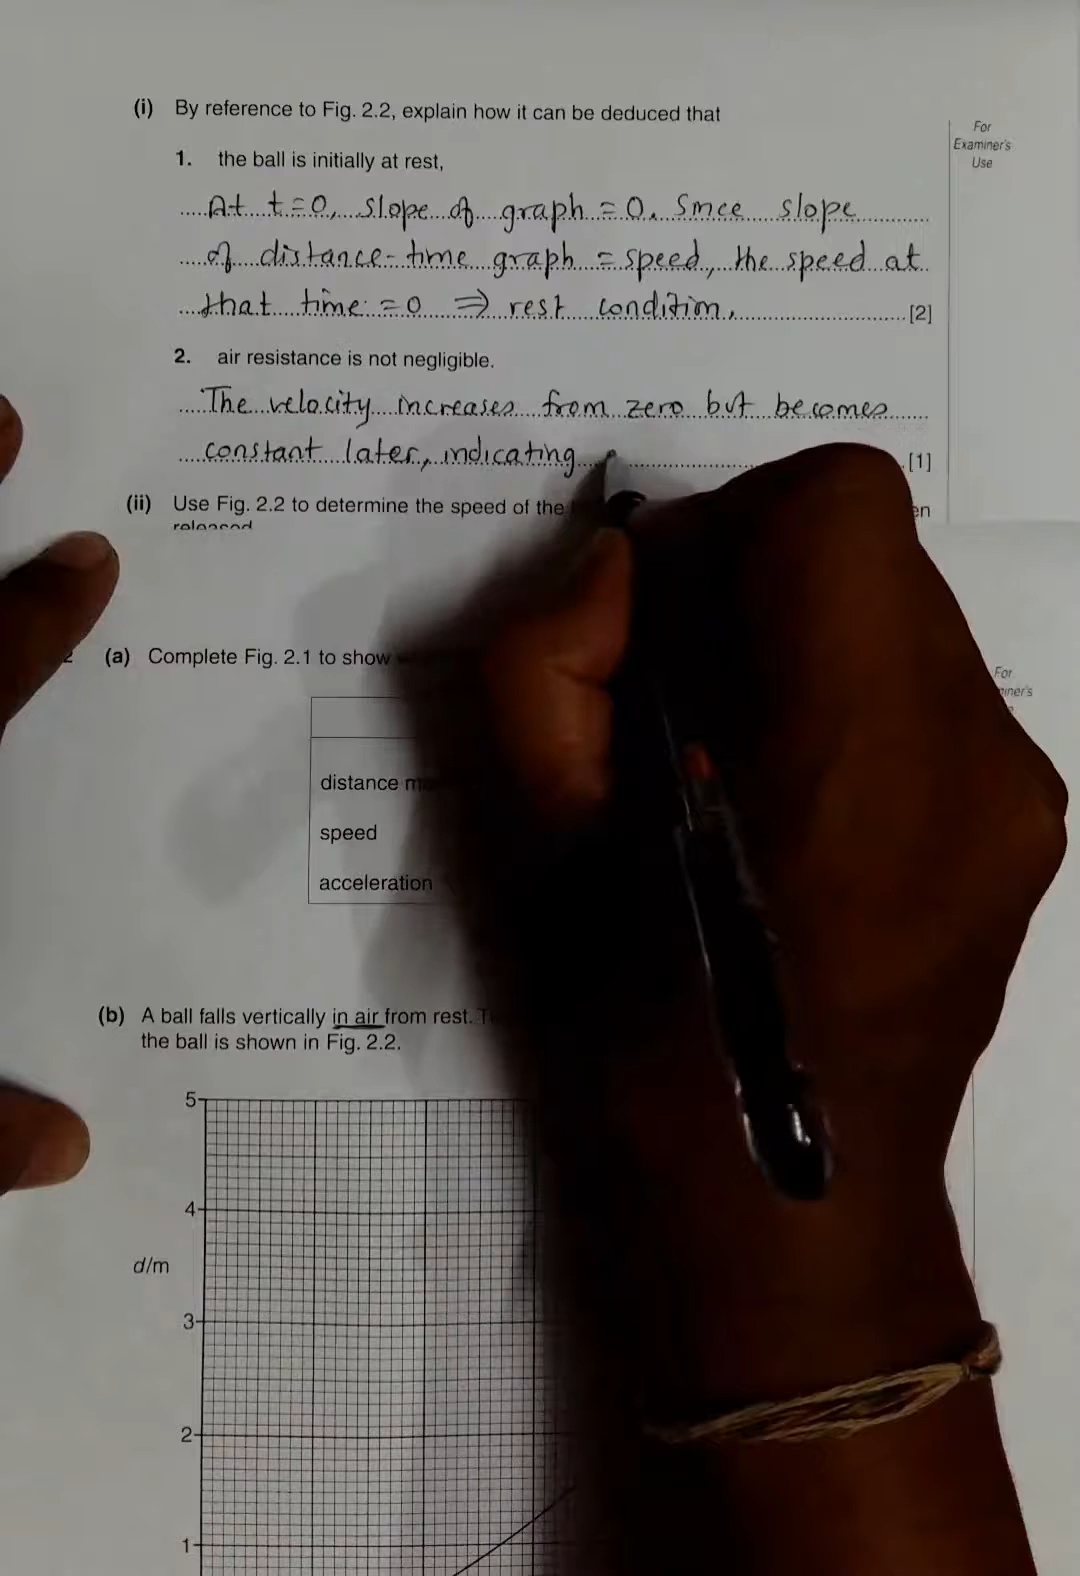 (i) By reference to Fig. 2.2, explain how it can be deduced that
For
Examiner's
Use
1. the ball is initially at rest,
At t=0, slope of graph = 0. Since slope
of distance-time graph = speed, the speed at
that time = 0 ⇒ rest condition. [2]
2. air resistance is not negligible.
The velocity increases from zero but becomes
constant later, indicating [1]
(ii) Use Fig. 2.2 to determine the speed of the
released
(a) Complete Fig. 2.1 to show
For
distance
speed
acceleration
(b) A ball falls vertically in air from rest.
the ball is shown in Fig. 2.2.
5
4
d/m
3
2
1